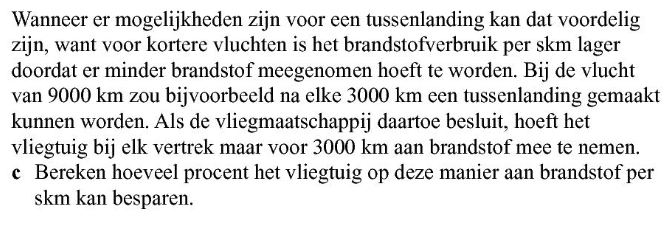 Wanneer er mogelijkheden zijn voor een tussenlanding kan dat voordelig
zijn, want voor kortere vluchten is het brandstofverbruik per skm lager
doordat er minder brandstof meegenomen hoeft te worden. Bij de vlucht
van 9000 km zou bijvoorbeeld na elke 3000 km een tussenlanding gemaakt
kunnen worden. Als de vliegmaatschappij daartoe besluit, hoeft het
vliegtuig bij elk vertrek maar voor 3000 km aan brandstof mee te nemen.
c Bereken hoeveel procent het vliegtuig op deze manier aan brandstof per
skm kan besparen.